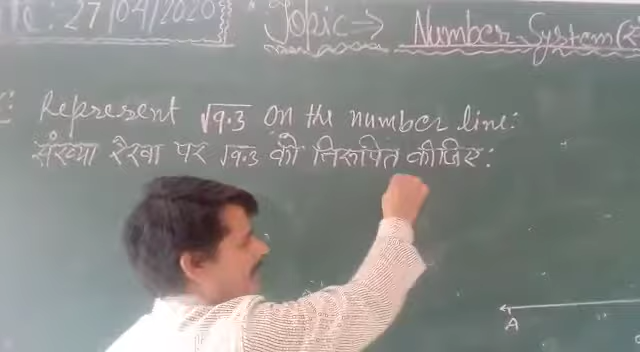 27/04/2020 Topic → Number System
Represent √9.3 on the number line:
संख्या रेखा पर √9.3 को निरूपित कीजिए:
A